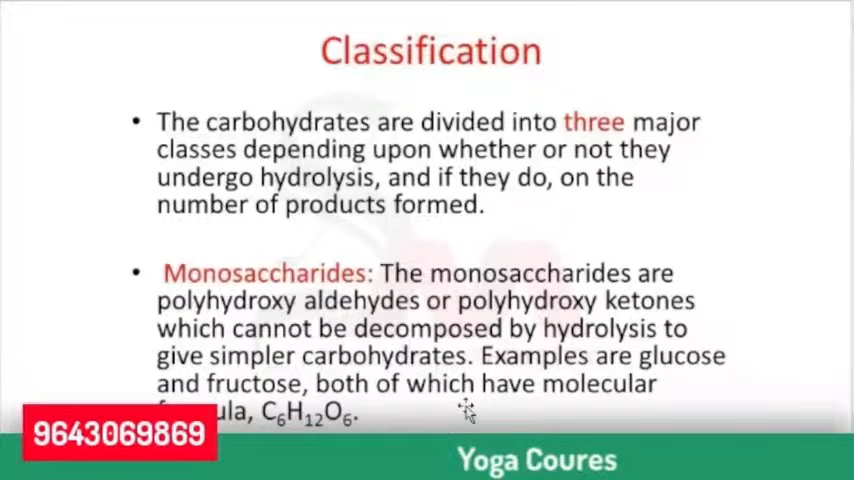 Classification
• The carbohydrates are divided into three major
classes depending upon whether or not they
undergo hydrolysis, and if they do, on the
number of products formed.
• Monosaccharides: The monosaccharides are
polyhydroxy aldehydes or polyhydroxy ketones
which cannot be decomposed by hydrolysis to
give simpler carbohydrates. Examples are glucose
and fructose, both of which have molecular
C₆H₁₂O₆.
9643069869
Yoga Coures